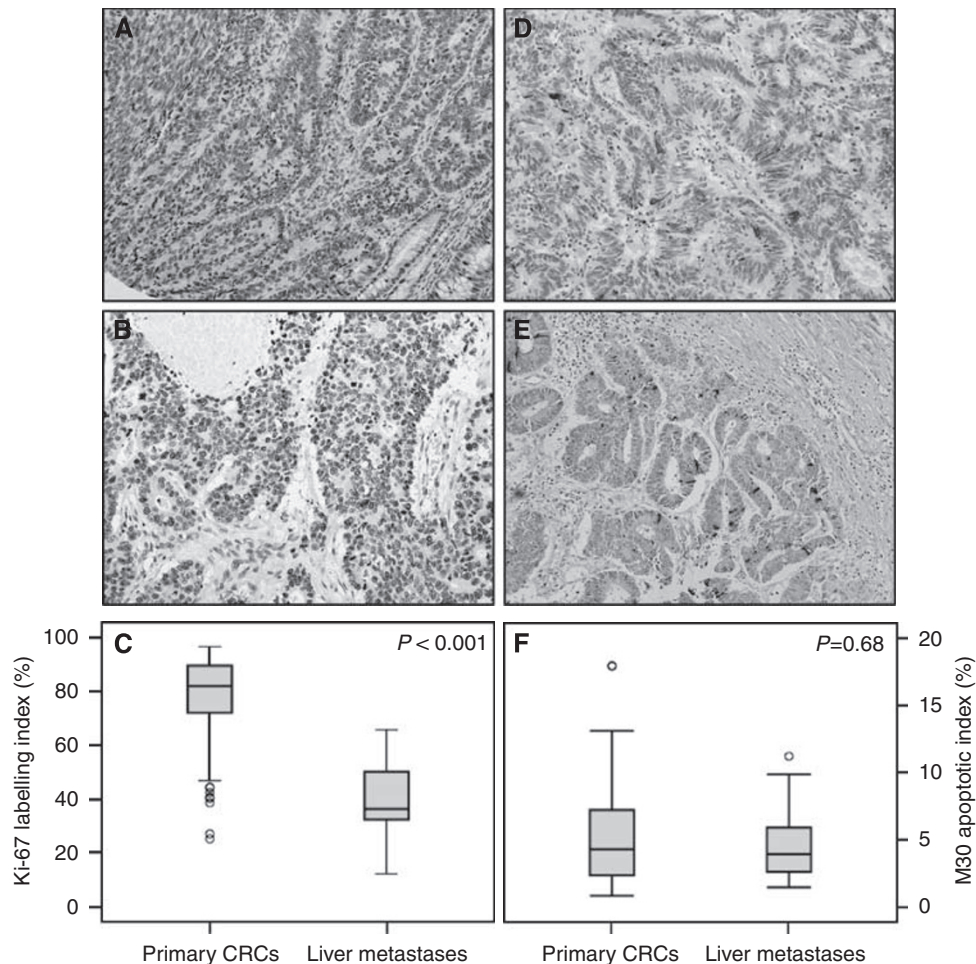 A
D
B
E
C
P < 0.001
100
80
60
40
20
0
Ki-67 labelling index (%)
Primary CRCs
Liver metastases
F
P=0.68
20
15
10
5
0
M30 apoptotic index (%)
Primary CRCs
Liver metastases